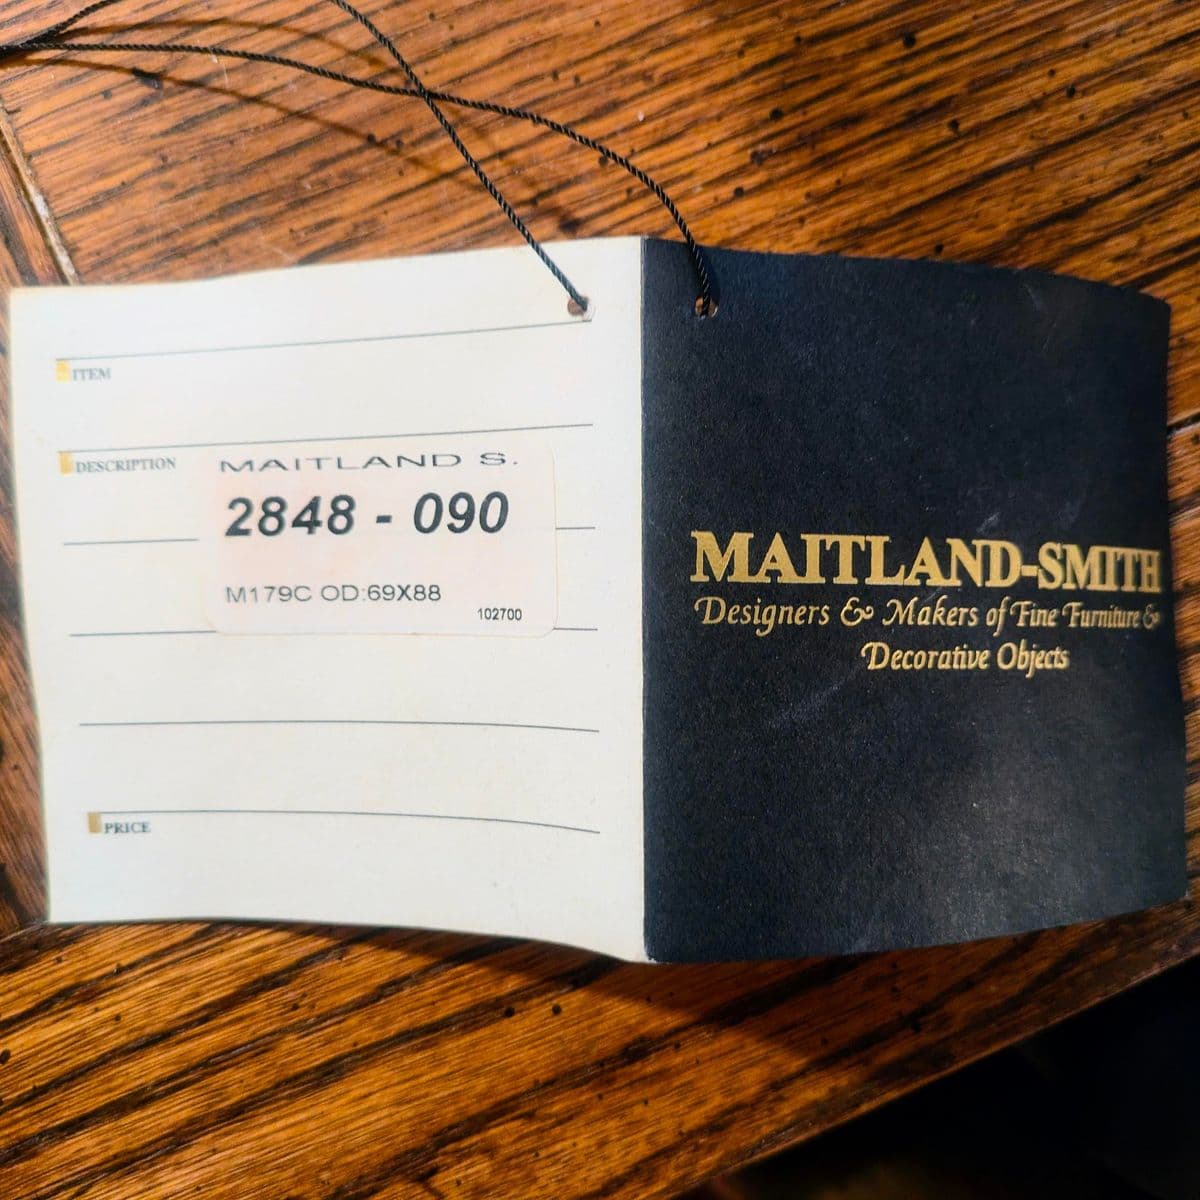 ITEM
DESCRIPTION
MAITLAND S.
2848 - 090
M179C OD:69X88
102700
PRICE
MAITLAND-SMITH
Designers & Makers of Fine Furniture &
Decorative Objects